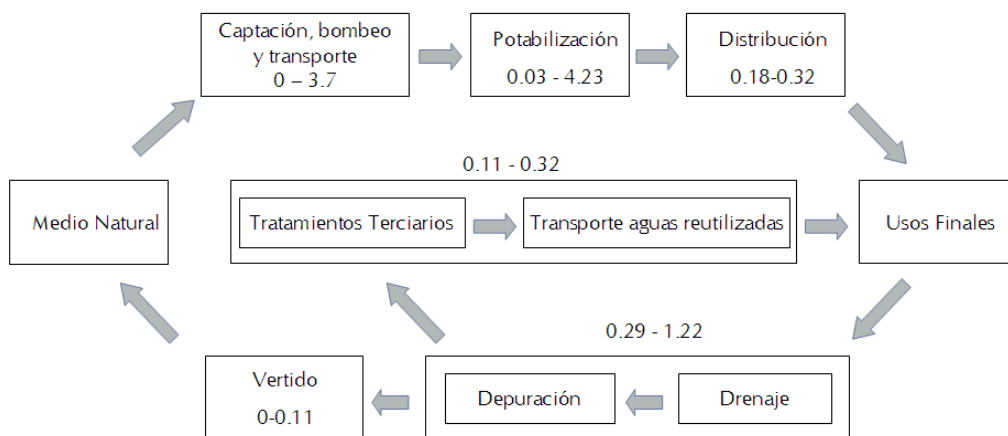 Captación, bombeo
y transporte
0 – 3.7
Potabilización
0.03 - 4.23
Distribución
0.18-0.32
0.11 - 0.32
Medio Natural
Tratamientos Terciarios
Transporte aguas reutilizadas
Usos Finales
0.29 - 1.22
Vertido
0-0.11
Depuración
Drenaje